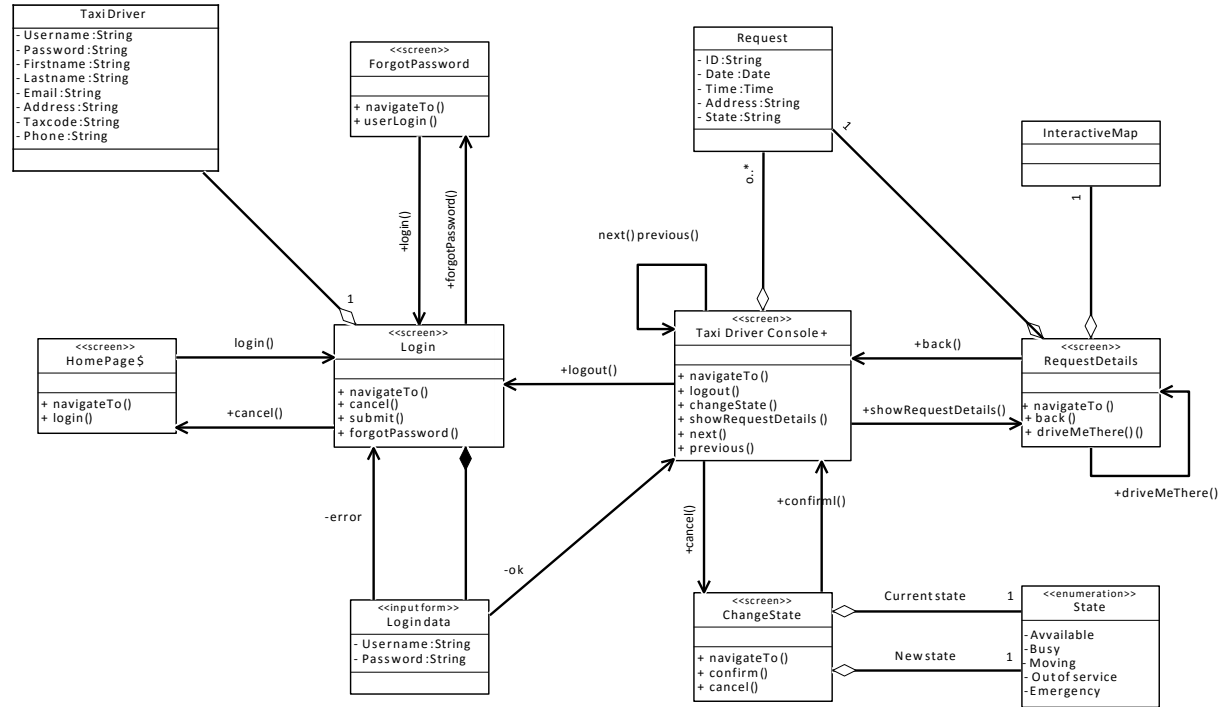 Taxi Driver
- Username:String
- Password:String
- Firstname:String
- Lastname:String
- Email:String
- Address:String
- Taxcode:String
- Phone:String
<<screen>>
ForgotPassword
+ navigateTo()
+ userLogin()
Request
- ID:String
- Date:Date
- Time:Time
- Address:String
- State:String
InteractiveMap
1
1
o..*
+login()
+forgotPassword()
next() previous()
1
<<screen>>
HomePage$
+ navigateTo()
+ login()
login()
+cancel()
<<screen>>
Login
+ navigateTo()
+ cancel()
+ submit()
+ forgotPassword()
+logout()
<<screen>>
Taxi Driver Console+
+ navigateTo()
+ logout()
+ changeState()
+ showRequestDetails()
+ next()
+ previous()
+back()
+showRequestDetails()
<<screen>>
RequestDetails
+ navigateTo()
+ back()
+ driveMeThere()()
+driveMeThere()
-error
-ok
+cancel()
+confirml()
<<input form>>
Login data
- Username:String
- Password:String
<<screen>>
ChangeState
+ navigateTo()
+ confirm()
+ cancel()
Current state
1
New state
1
<<enumeration>>
State
-Avvailable
-Busy
- Moving
- Out of service
-Emergency